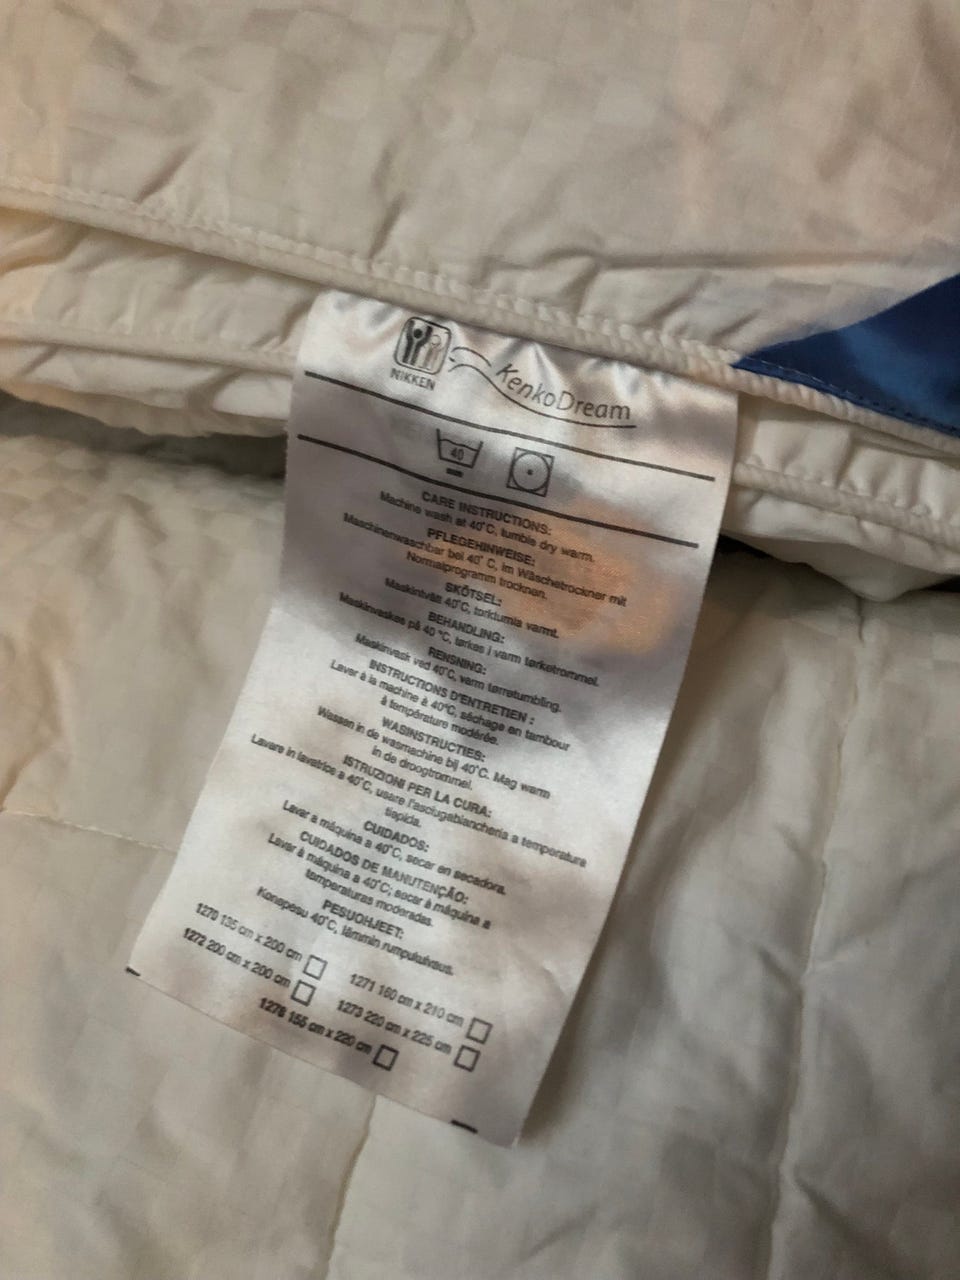 NIKKEN
KenkoDream
40
CARE INSTRUCTIONS:
Machine wash at 40°C, tumble dry warm.
PFLEGEHINWEISE:
Maschinenwaschbar bei 40° C, im Wäschetrockner mit
Normalprogramm trocknen.
SKÖTSEL:
Maskintvätt 40°C, torktumla varmt.
BEHANDLING:
Maskinvaskes på 40 °C, tørkes i varm tørketrommel.
RENSNING:
Maskinvask ved 40°C, varm tørretumbling.
INSTRUCTIONS D'ENTRETIEN :
Laver à la machine à 40°C, séchage en tambour
à température modérée.
WASINSTRUCTIES:
Wassen in de wasmachine bij 40°C. Mag warm
in de droogtrommel.
ISTRUZIONI PER LA CURA:
Lavare in lavatrice a 40°C, usare l'asciugabiancheria a temperatura
tiepida.
CUIDADOS:
Lavar a máquina a 40°C, secar en secadora.
CUIDADOS DE MANUTENÇÃO:
Lavar à máquina a 40°C; secar à máquina a
temperaturas moderadas.
PESUOHJEET:
Konepesu 40°C, lämmin rumpukuivaus.
1270 135 cm x 200 cm 1271 160 cm x 210 cm
1272 200 cm x 200 cm 1273 220 cm x 225 cm
1278 155 cm x 220 cm